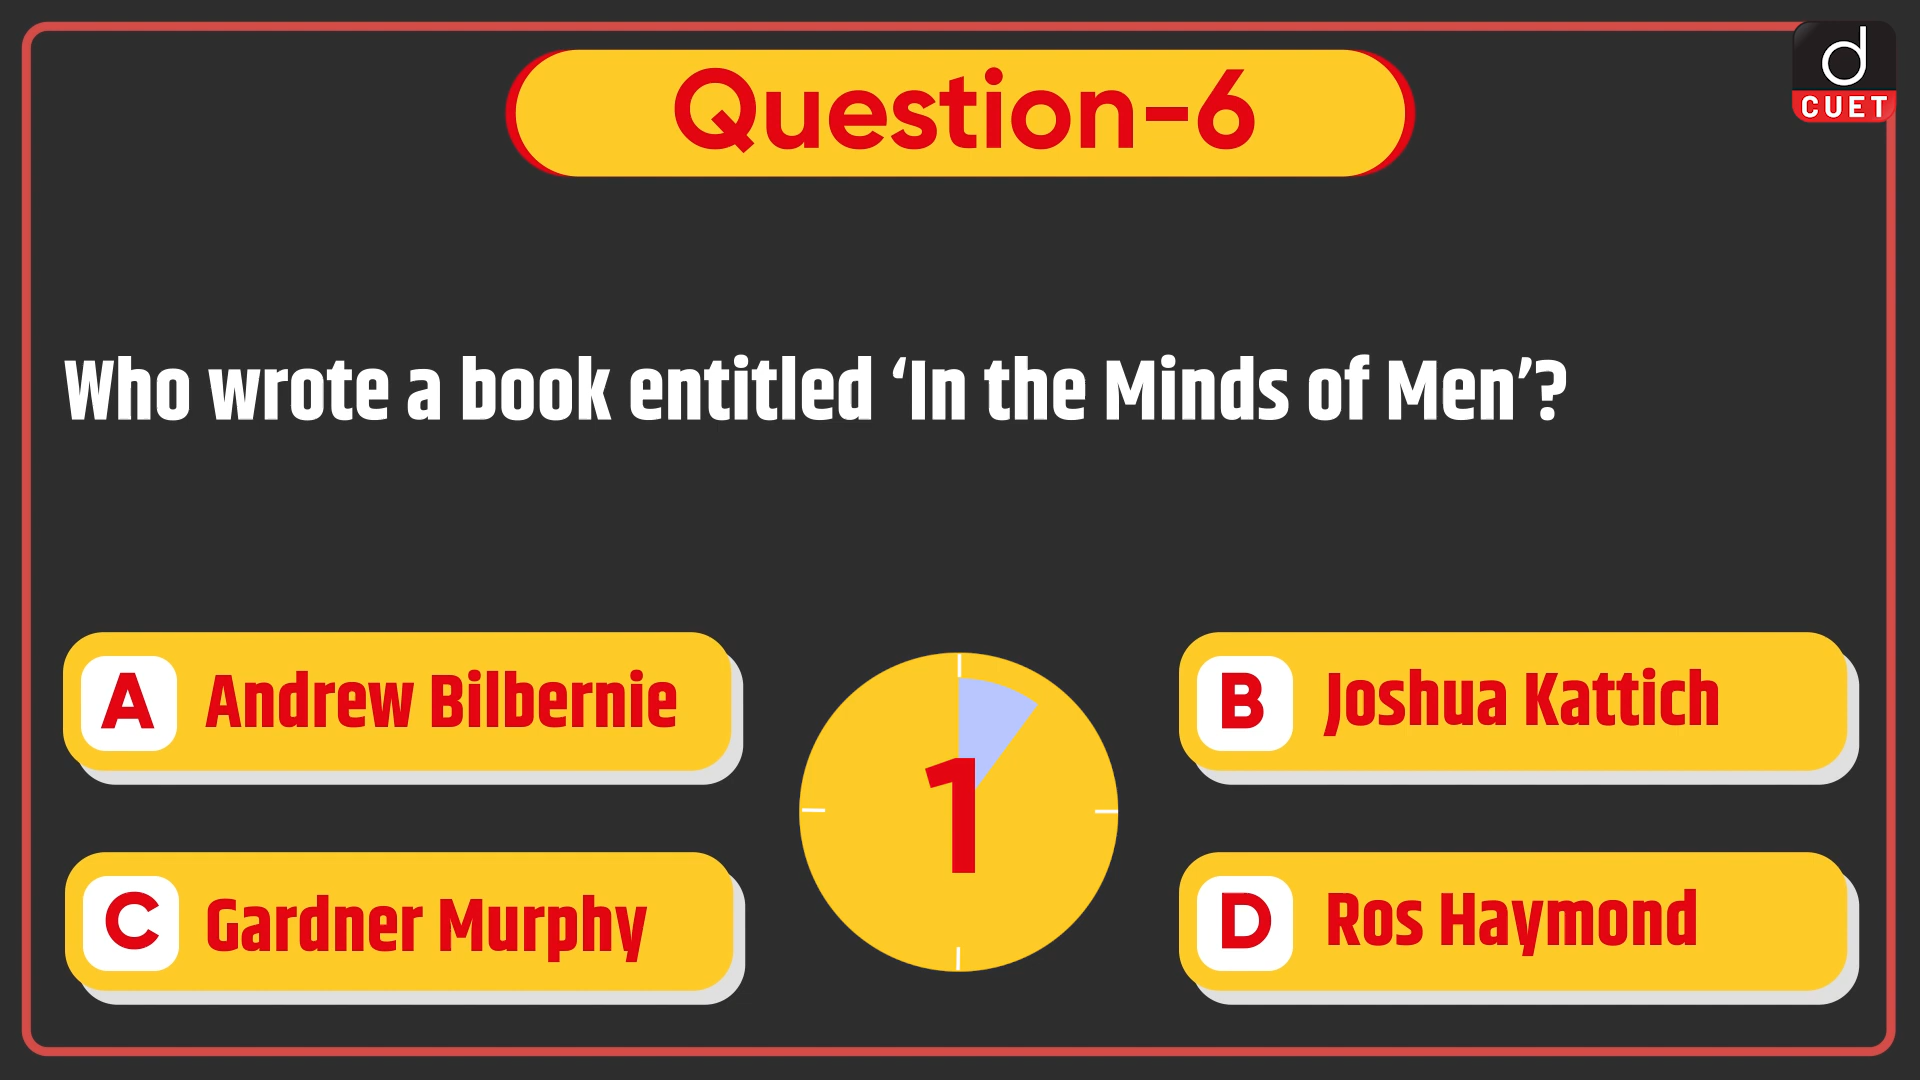 d
CUET
Question-6
Who wrote a book entitled ‘In the Minds of Men’?
A Andrew Bilbernie
B Joshua Kattich
1
C Gardner Murphy
D Ros Haymond